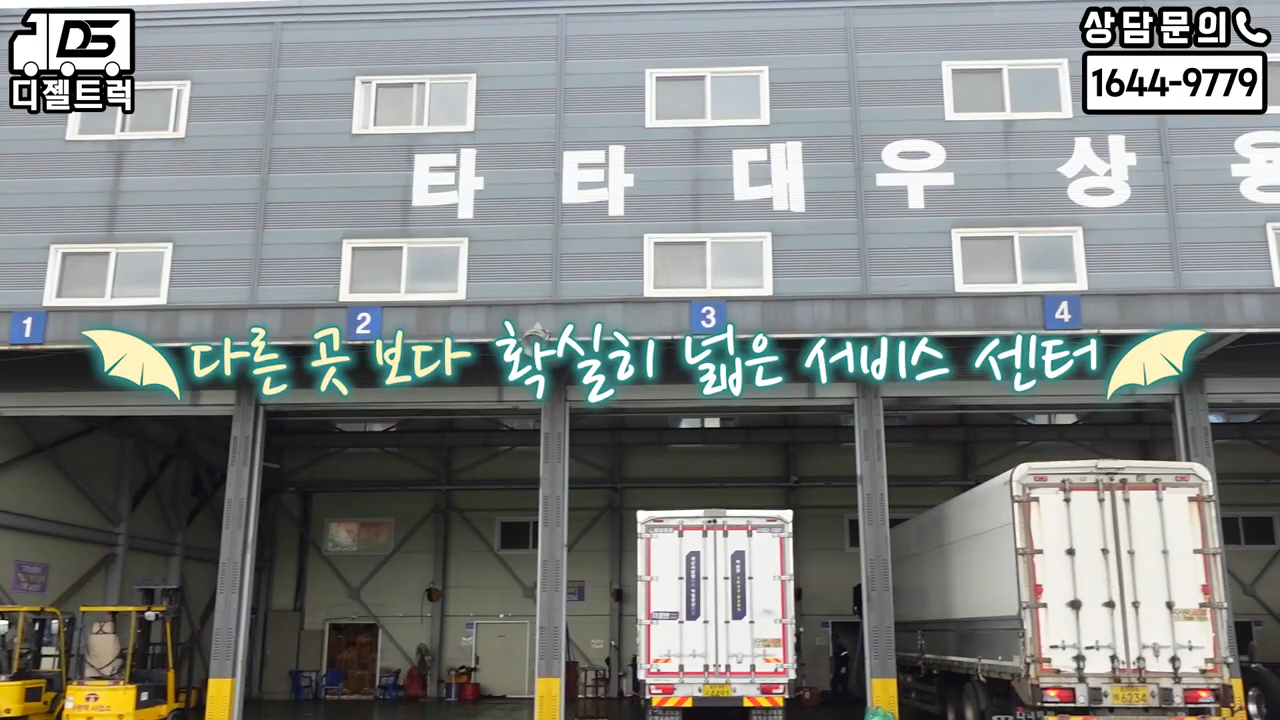 DS
디젤트럭
상담문의
1644-9779
타타대우상용
1
2
3
4
다른 곳 보다 확실히 넓은 서비스 센터
6234